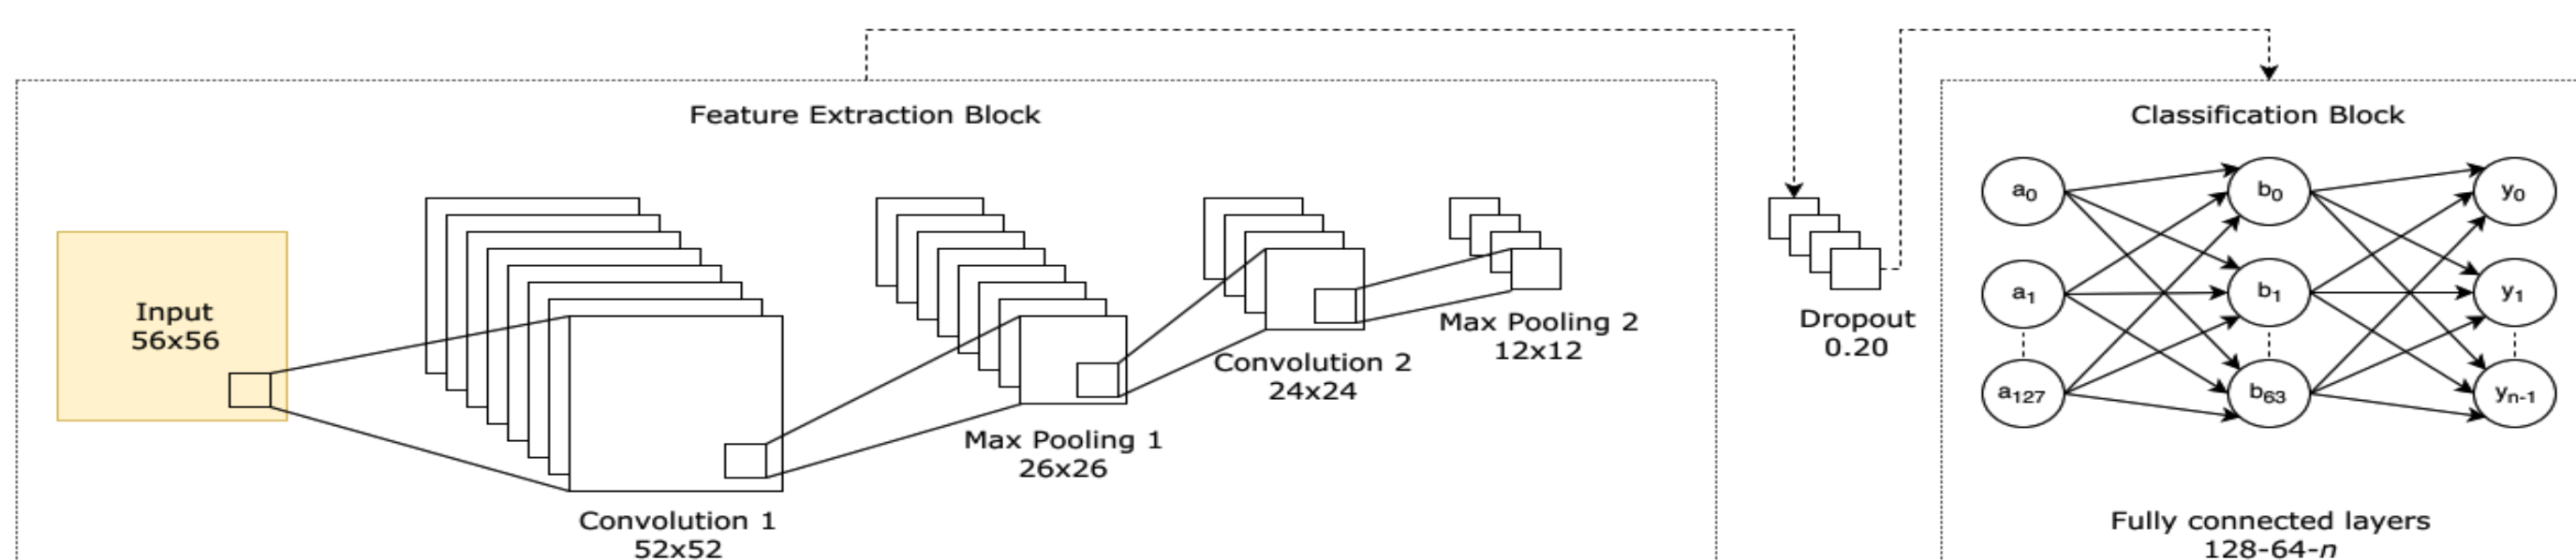 Feature Extraction Block
Input
56x56
Convolution 1
52x52
Max Pooling 1
26x26
Convolution 2
24x24
Max Pooling 2
12x12
Dropout
0.20
Classification Block
a0 b0 y0
a1 b1 y1
a127 b63 yn-1
Fully connected layers
128-64-n